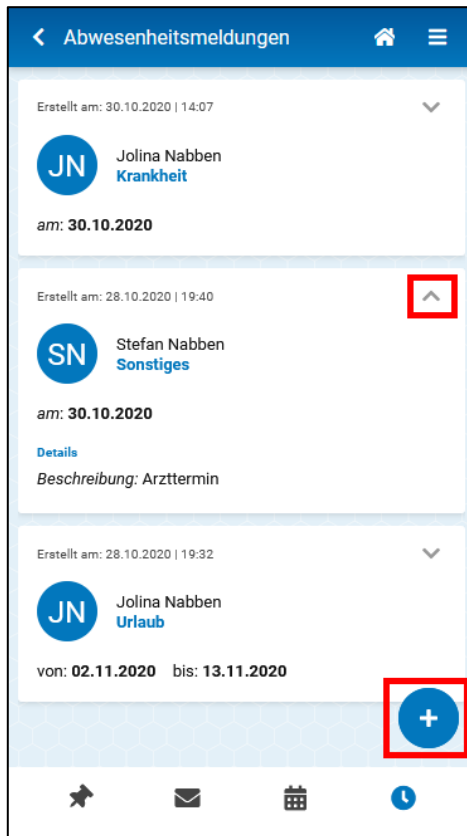 Abwesenheitsmeldungen
Erstellt am: 30.10.2020 | 14:07
JN
Jolina Nabben
Krankheit
am: 30.10.2020
Erstellt am: 28.10.2020 | 19:40
SN
Stefan Nabben
Sonstiges
am: 30.10.2020
Details
Beschreibung: Arzttermin
Erstellt am: 28.10.2020 | 19:32
JN
Jolina Nabben
Urlaub
von: 02.11.2020 bis: 13.11.2020
+